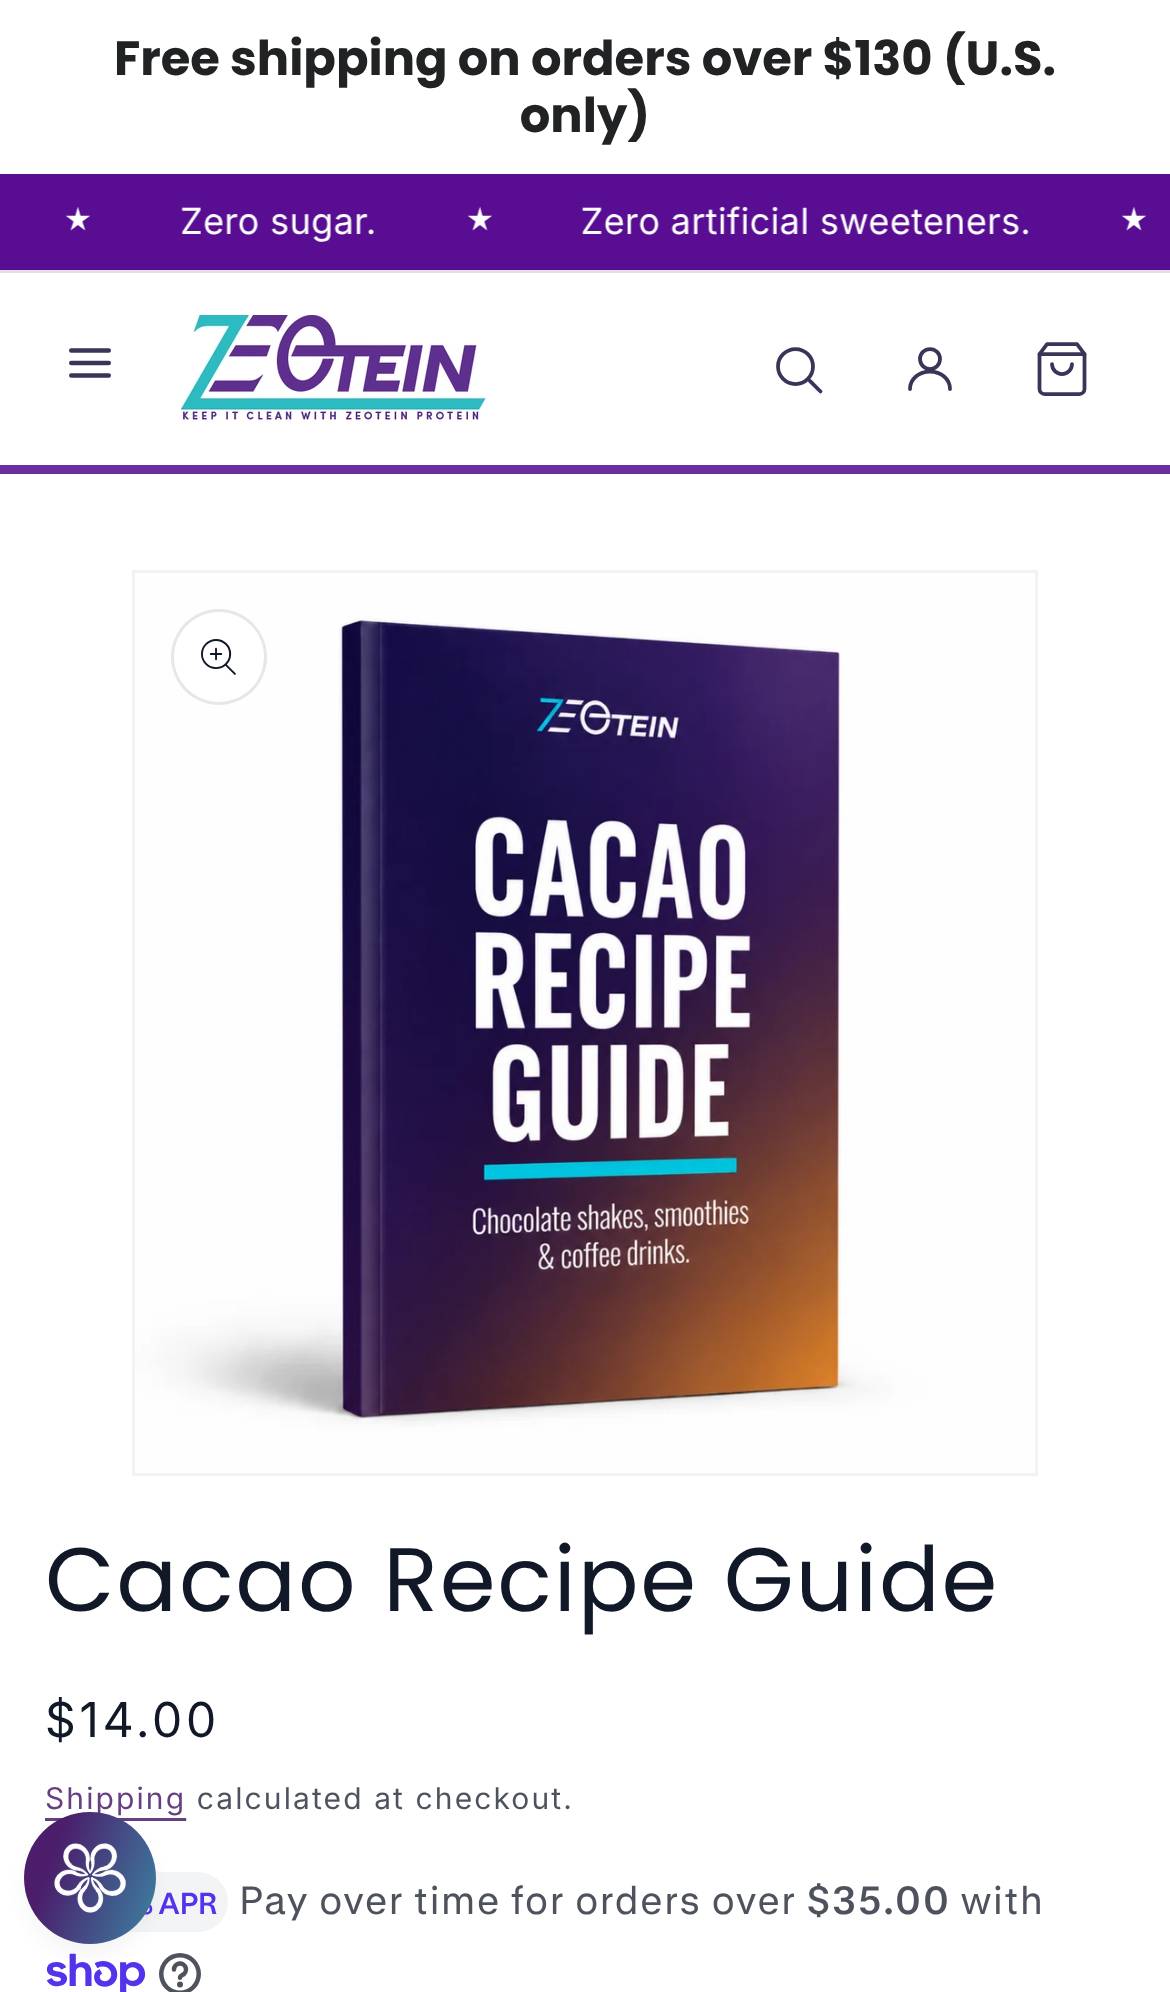 Free shipping on orders over $130 (U.S.
only)
★ Zero sugar. ★ Zero artificial sweeteners. ★
ZEOTEIN
KEEP IT CLEAN WITH ZEOTEIN PROTEIN
ZEOTEIN
CACAO
RECIPE
GUIDE
Chocolate shakes, smoothies
& coffee drinks.
Cacao Recipe Guide
$14.00
Shipping calculated at checkout.
APR Pay over time for orders over $35.00 with
shop